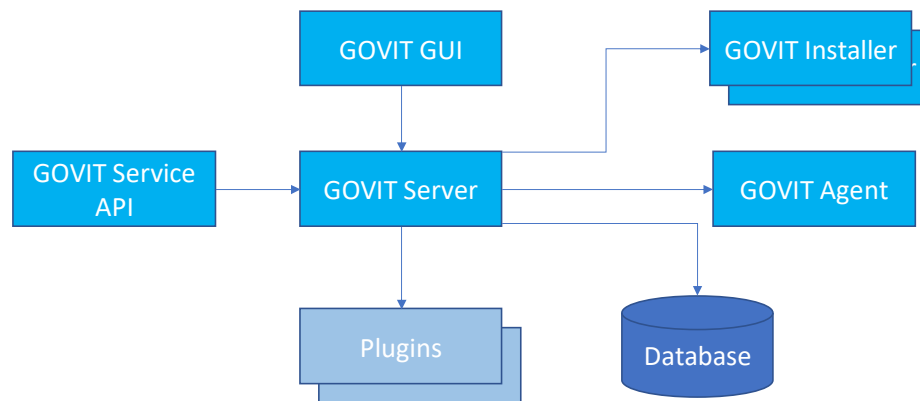 GOVIT GUI
GOVIT Installer
GOVIT Service
API
GOVIT Server
GOVIT Agent
Plugins
Database